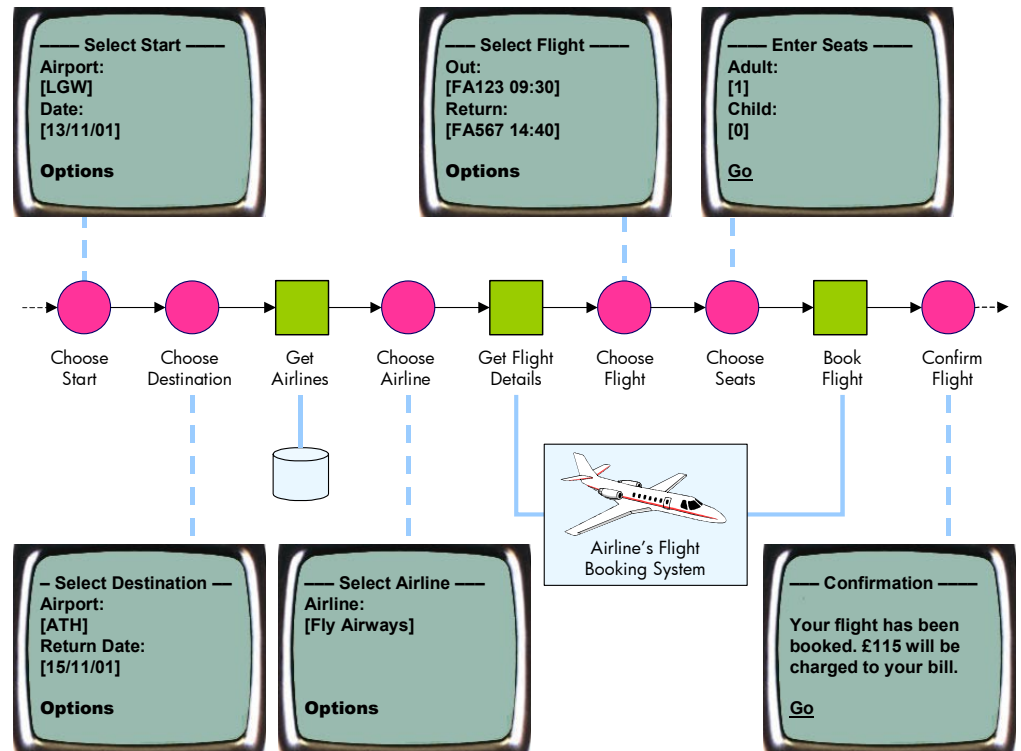 –––– Select Start ––––
Airport:
[LGW]
Date:
[13/11/01]
Options
––– Select Flight ––––
Out:
[FA123 09:30]
Return:
[FA567 14:40]
Options
–––– Enter Seats ––––
Adult:
[1]
Child:
[0]
Go
Choose
Start
Choose
Destination
Get
Airlines
Choose
Airline
Get Flight
Details
Choose
Flight
Choose
Seats
Book
Flight
Confirm
Flight
Airline's Flight
Booking System
– Select Destination ––
Airport:
[ATH]
Return Date:
[15/11/01]
Options
––– Select Airline –––
Airline:
[Fly Airways]
Options
––– Confirmation ––––
Your flight has been
booked. £115 will be
charged to your bill.
Go